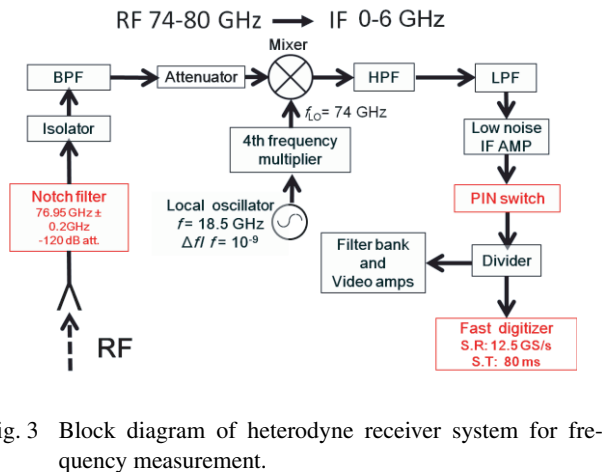 RF 74-80 GHz → IF 0-6 GHz
Mixer
BPF
Attenuator
HPF
LPF
Isolator
fLO= 74 GHz
4th frequency
multiplier
Low noise
IF AMP
Notch filter
76.95 GHz ±
0.2GHz
-120 dB att.
Local oscillator
f= 18.5 GHz
Δf/ f= 10-9
PIN switch
Filter bank
and
Video amps
Divider
RF
Fast digitizer
S.R: 12.5 GS/s
S.T: 80 ms
ig. 3 Block diagram of heterodyne receiver system for fre-
quency measurement.